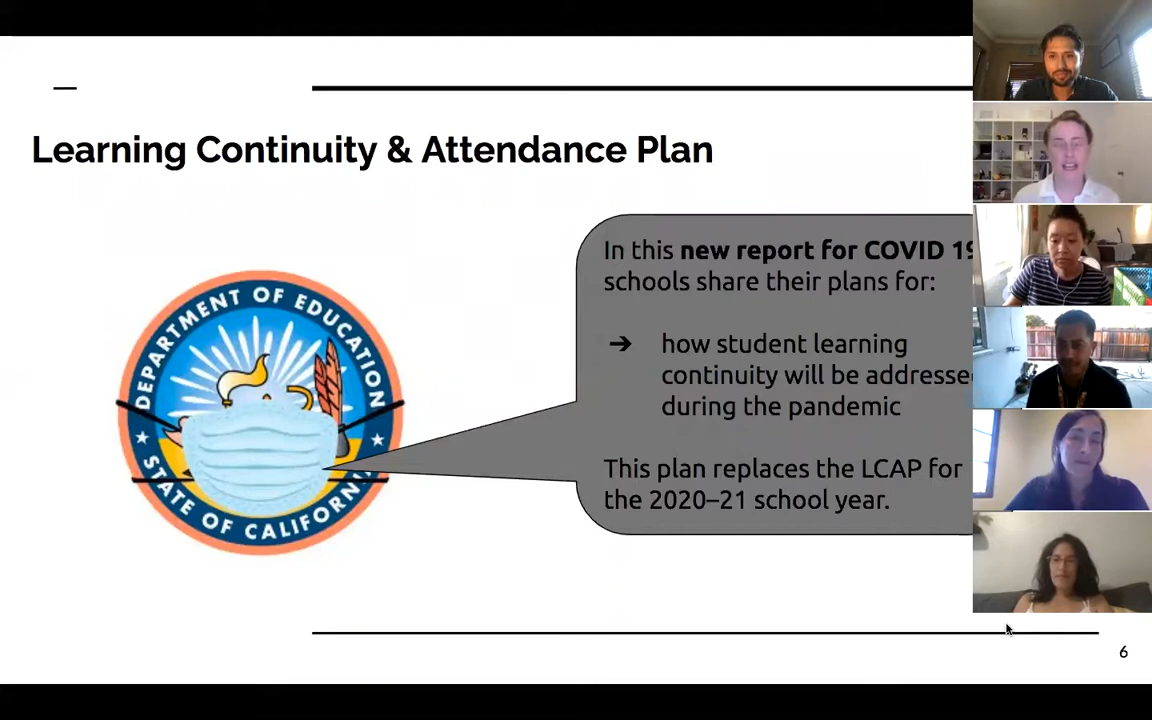 Learning Continuity & Attendance Plan
DEPARTMENT OF EDUCATION
STATE OF CALIFORNIA
In this new report for COVID 19
schools share their plans for:
➔ how student learning
continuity will be addresse
during the pandemic
This plan replaces the LCAP for
the 2020–21 school year.
6